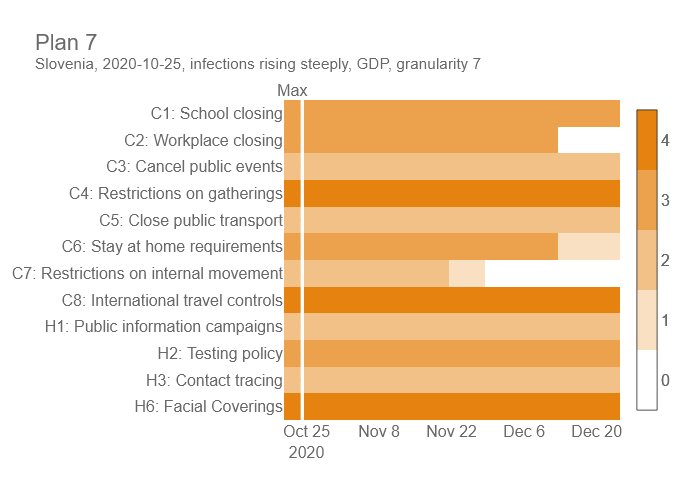 Plan 7
Slovenia, 2020-10-25, infections rising steeply, GDP, granularity 7
Max
C1: School closing
C2: Workplace closing
C3: Cancel public events
C4: Restrictions on gatherings
C5: Close public transport
C6: Stay at home requirements
C7: Restrictions on internal movement
C8: International travel controls
H1: Public information campaigns
H2: Testing policy
H3: Contact tracing
H6: Facial Coverings
4
3
2
1
0
Oct 25 Nov 8 Nov 22 Dec 6 Dec 20
2020